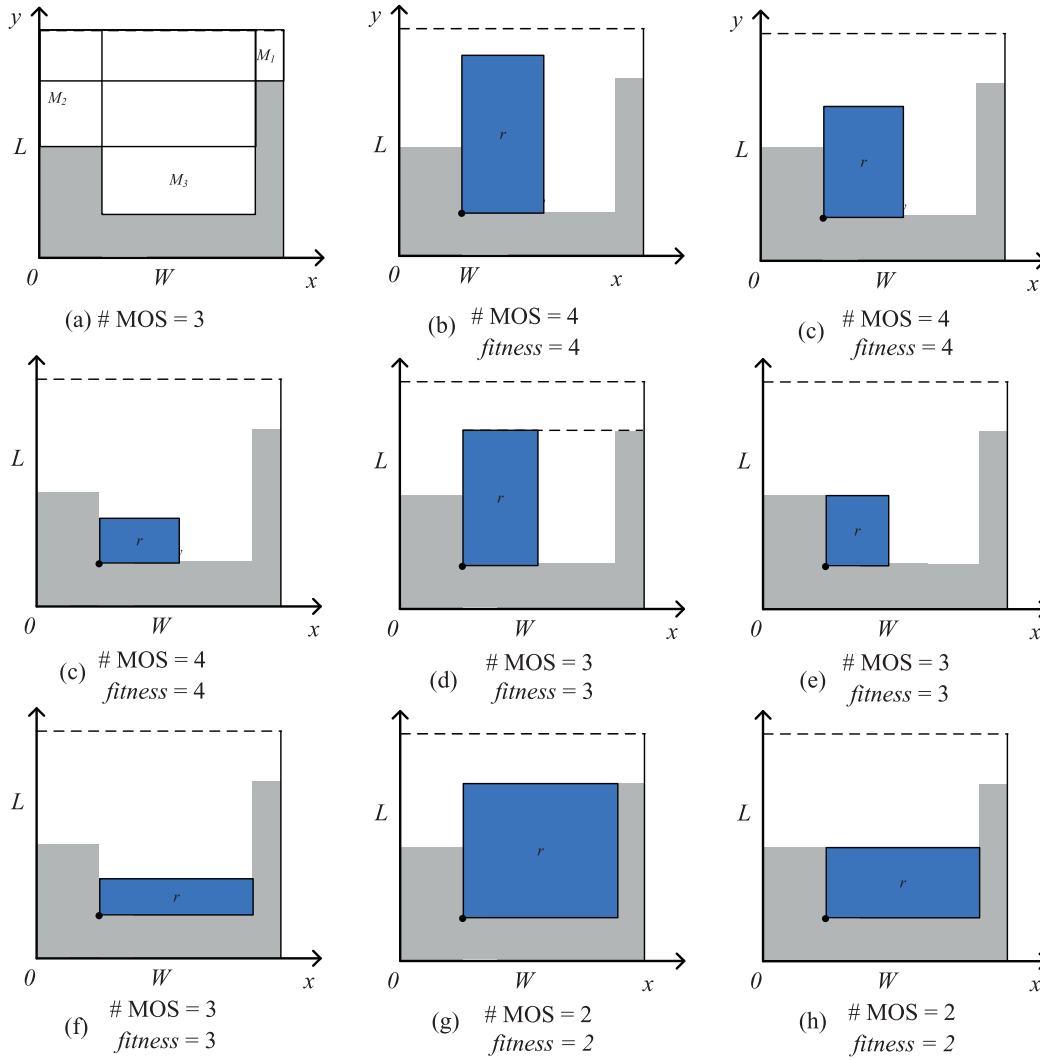 y
M1
M2
L
M3
0
W
x
(a) # MOS = 3
y
r
L
0
W
x
(b) # MOS = 4
fitness = 4
y
r
L
0
W
x
(c) # MOS = 4
fitness = 4
L
r
0
W
x
(c) # MOS = 4
fitness = 4
L
r
0
W
x
(d) # MOS = 3
fitness = 3
L
r
0
W
x
(e) # MOS = 3
fitness = 3
L
r
0
W
x
(f) # MOS = 3
fitness = 3
L
r
0
W
x
(g) # MOS = 2
fitness = 2
L
r
0
W
x
(h) # MOS = 2
fitness = 2